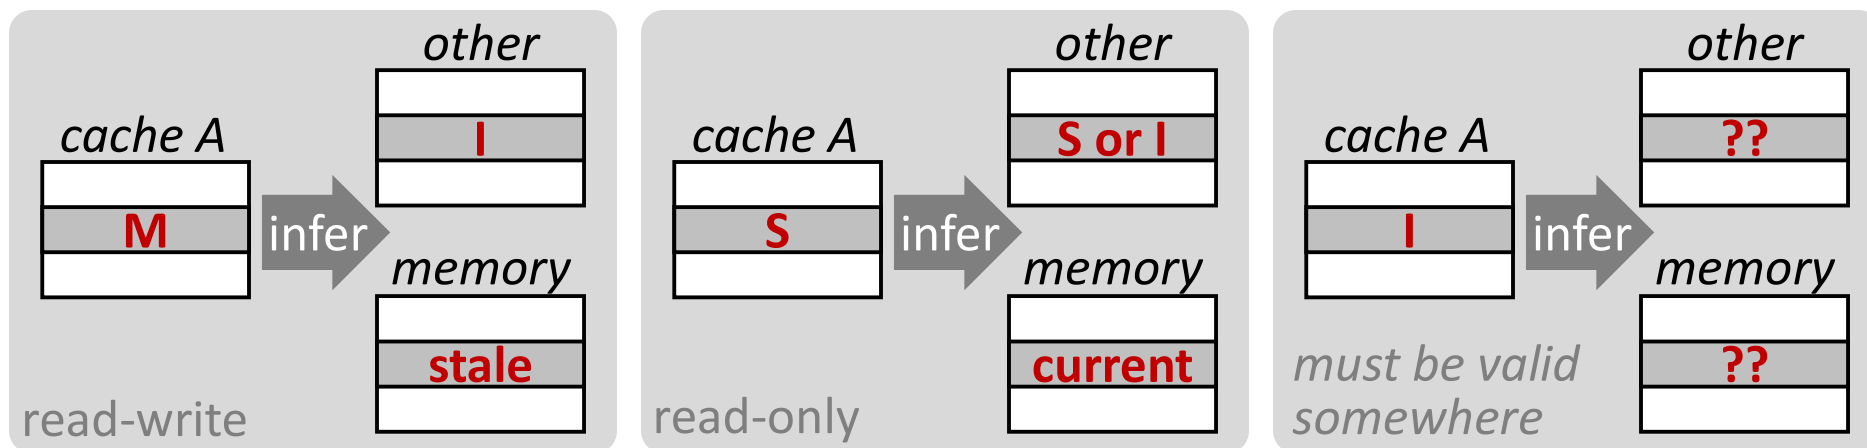 other
cache A
I
M
infer
memory
stale
read-write
other
cache A
S or I
S
infer
memory
current
read-only
other
cache A
??
I
infer
memory
??
must be valid
somewhere